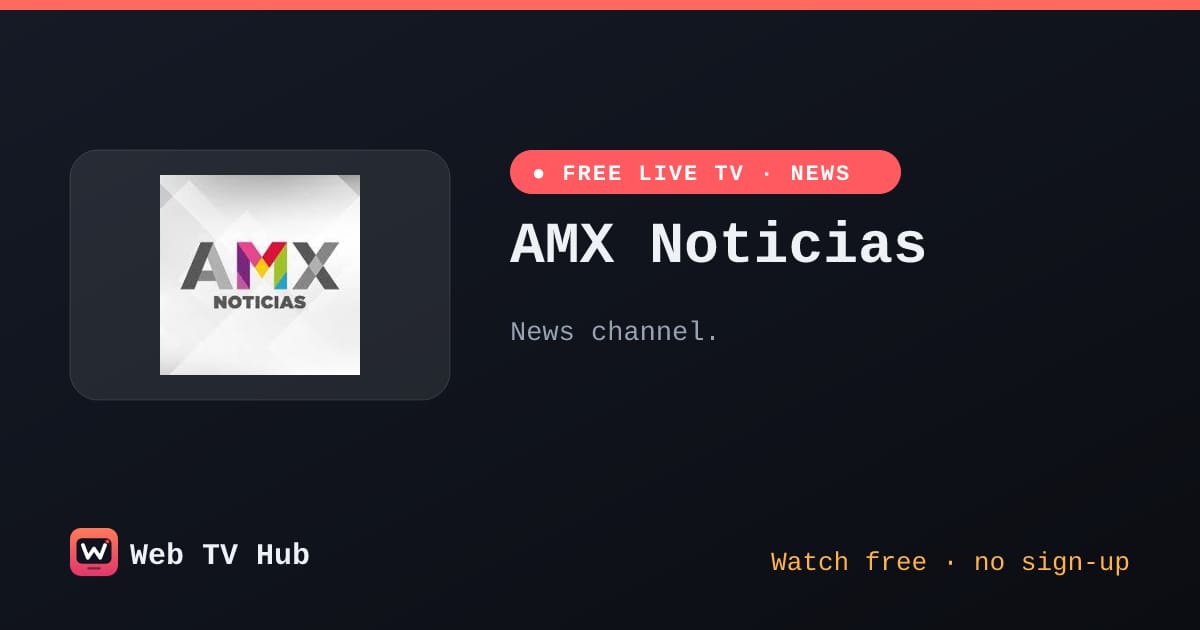 AMX
NOTICIAS
• FREE LIVE TV · NEWS
AMX Noticias
News channel.
W
Web TV Hub
Watch free · no sign-up